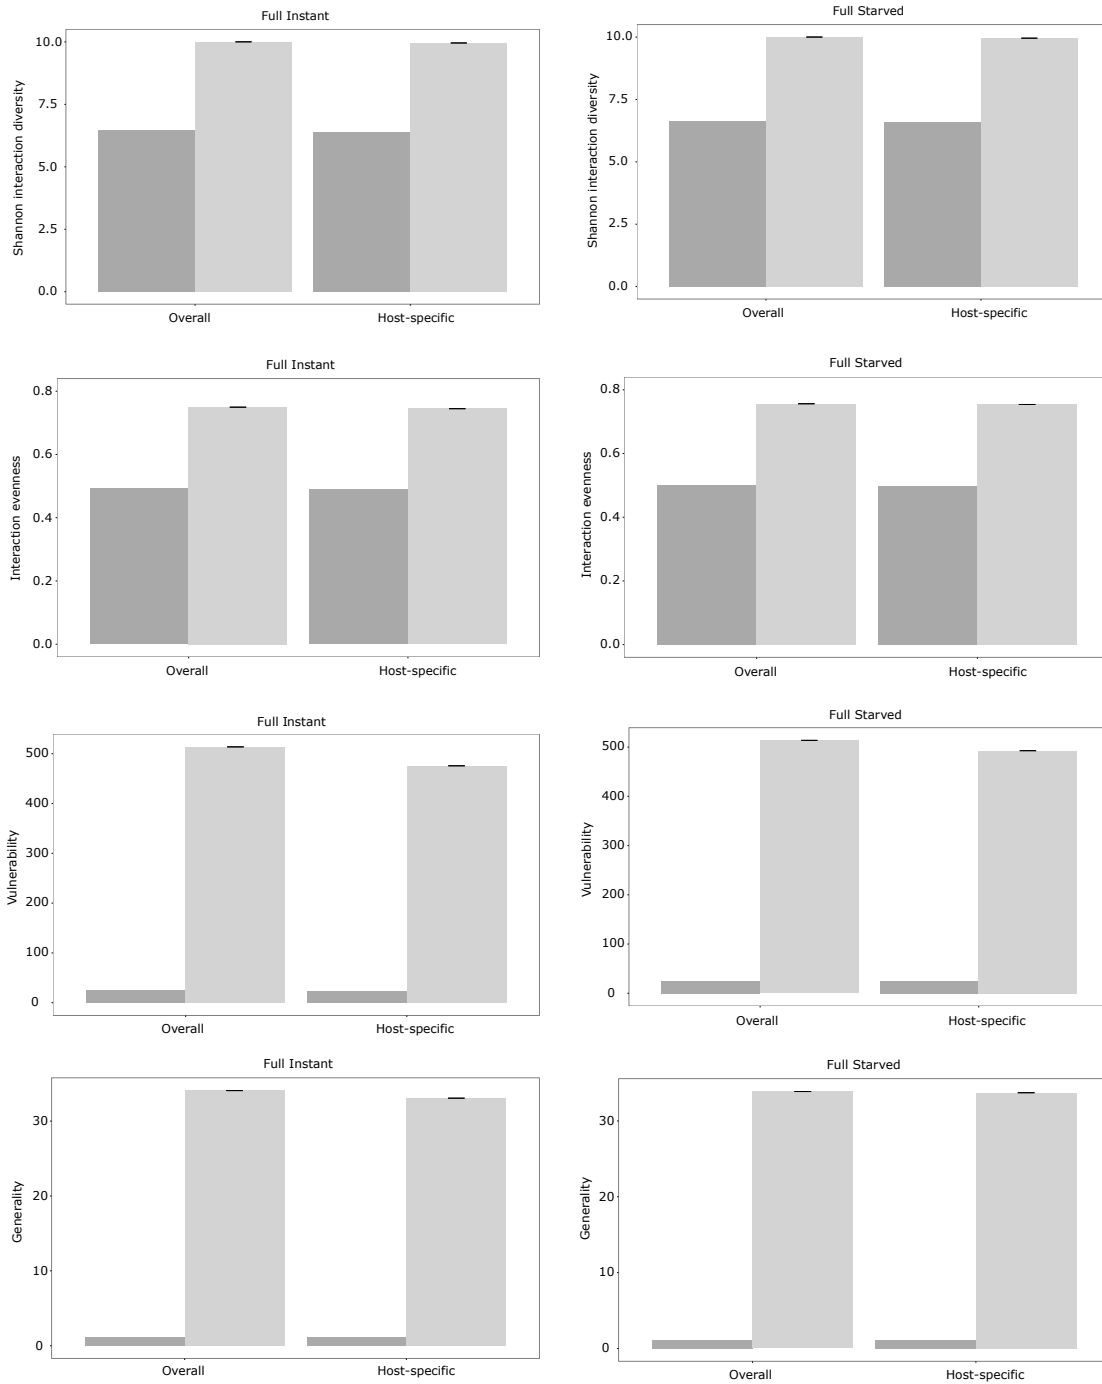 Full Instant
Shannon interaction diversity
10.0
7.5
5.0
2.5
0.0
Overall Host-specific
Full Starved
Shannon interaction diversity
10.0
7.5
5.0
2.5
0.0
Overall Host-specific
Full Instant
Interaction evenness
0.8
0.6
0.4
0.2
0.0
Overall Host-specific
Full Starved
Interaction evenness
0.8
0.6
0.4
0.2
0.0
Overall Host-specific
Full Instant
Vulnerability
500
400
300
200
100
0
Overall Host-specific
Full Starved
Vulnerability
500
400
300
200
100
0
Overall Host-specific
Full Instant
Generality
30
20
10
0
Overall Host-specific
Full Starved
Generality
30
20
10
0
Overall Host-specific